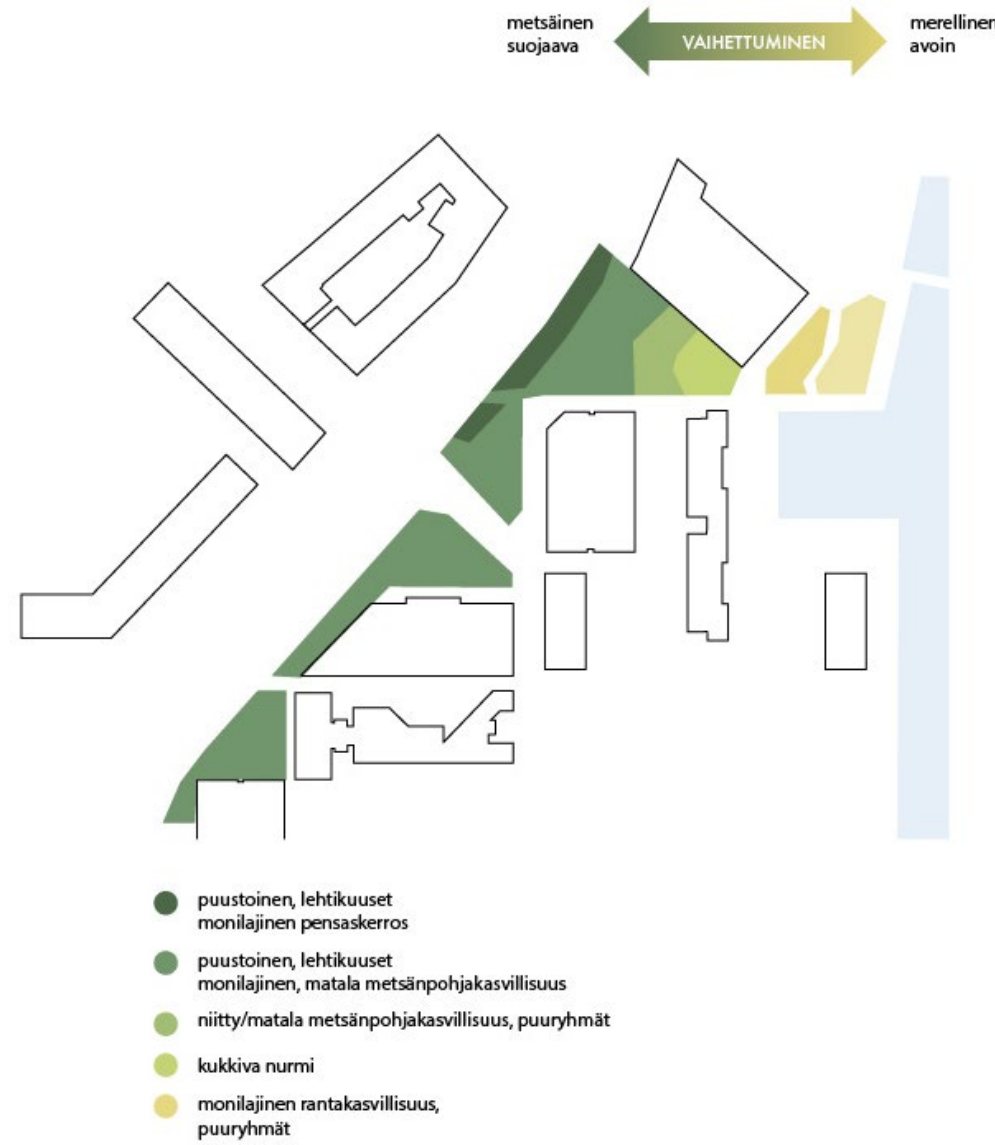 metsäinen
suojaava
VAIHETTUMINEN
merellinen
avoin
puustoinen, lehtikuuset
monilajinen pensaskerros
puustoinen, lehtikuuset
monilajinen, matala metsänpohjakasvillisuus
niitty/matala metsänpohjakasvillisuus, puuryhmät
kukkiva nurmi
monilajinen rantakasvillisuus,
puuryhmät